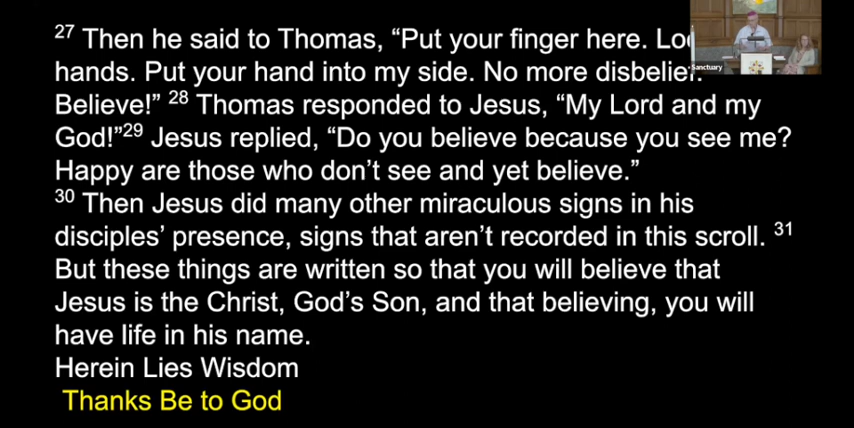 27 Then he said to Thomas, “Put your finger here.
hands. Put your hand into my side. No more disbelief.
Believe!” 28 Thomas responded to Jesus, “My Lord and my
God!”29 Jesus replied, “Do you believe because you see me?
Happy are those who don’t see and yet believe.”
30 Then Jesus did many other miraculous signs in his
disciples’ presence, signs that aren’t recorded in this scroll. 31
But these things are written so that you will believe that
Jesus is the Christ, God’s Son, and that believing, you will
have life in his name.
Herein Lies Wisdom
Thanks Be to God
Sanctuary